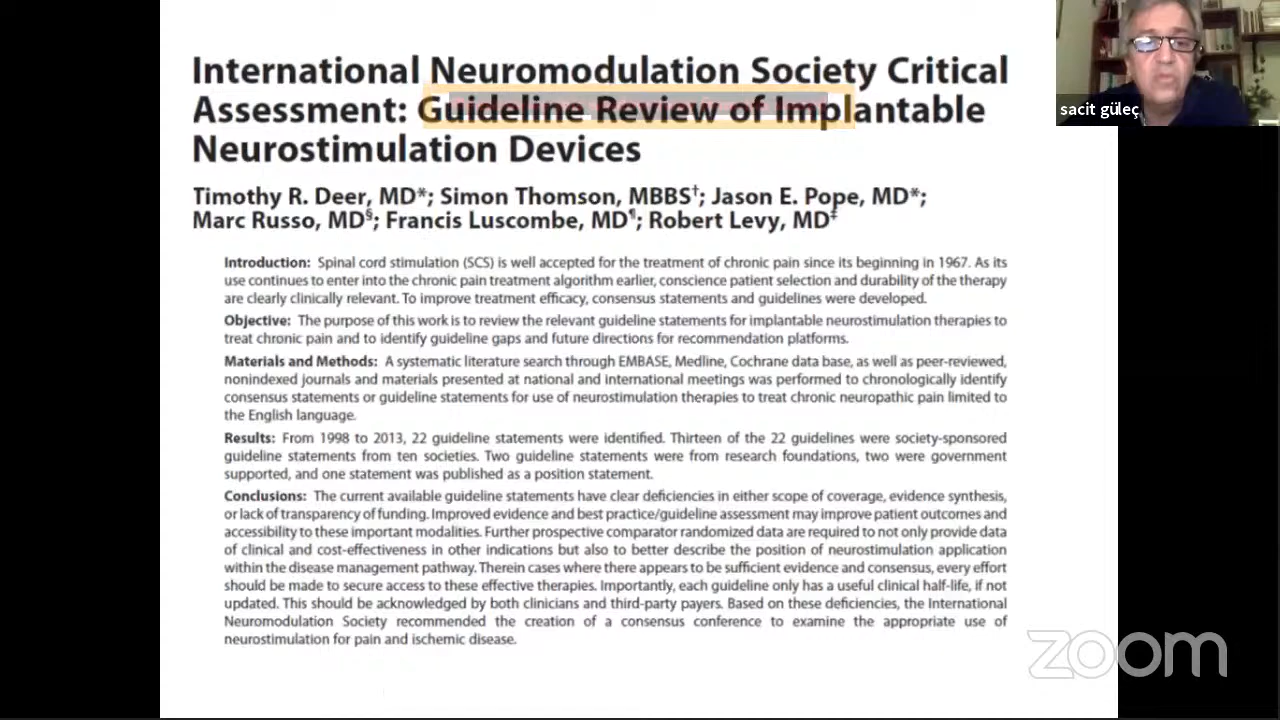 International Neuromodulation Society Critical
Assessment: Guideline Review of Implantable
Neurostimulation Devices
Timothy R. Deer, MD*; Simon Thomson, MBBS†; Jason E. Pope, MD*;
Marc Russo, MD§; Francis Luscombe, MD¶; Robert Levy, MD‡
Introduction: Spinal cord stimulation (SCS) is well accepted for the treatment of chronic pain since its beginning in 1967. As its
use continues to enter into the chronic pain treatment algorithm earlier, conscience patient selection and durability of the therapy
are clearly clinically relevant. To improve treatment efficacy, consensus statements and guidelines were developed.
Objective: The purpose of this work is to review the relevant guideline statements for implantable neurostimulation therapies to
treat chronic pain and to identify guideline gaps and future directions for recommendation platforms.
Materials and Methods: A systematic literature search through EMBASE, Medline, Cochrane data base, as well as peer-reviewed,
nonindexed journals and materials presented at national and international meetings was performed to chronologically identify
consensus statements or guideline statements for use of neurostimulation therapies to treat chronic neuropathic pain limited to
the English language.
Results: From 1998 to 2013, 22 guideline statements were identified. Thirteen of the 22 guidelines were society-sponsored
guideline statements from ten societies. Two guideline statements were from research foundations, two were government
supported, and one statement was published as a position statement.
Conclusions: The current available guideline statements have clear deficiencies in either scope of coverage, evidence synthesis,
or lack of transparency of funding. Improved evidence and best practice/guideline assessment may improve patient outcomes and
accessibility to these important modalities. Further prospective comparator randomized data are required to not only provide data
of clinical and cost-effectiveness in other indications but also to better describe the position of neurostimulation application
within the disease management pathway. Therein cases where there appears to be sufficient evidence and consensus, every effort
should be made to secure access to these effective therapies. Importantly, each guideline only has a useful clinical half-life, if not
updated. This should be acknowledged by both clinicians and third-party payers. Based on these deficiencies, the International
Neuromodulation Society recommended the creation of a consensus conference to examine the appropriate use of
neurostimulation for pain and ischemic disease.
sacit güleç
zoom